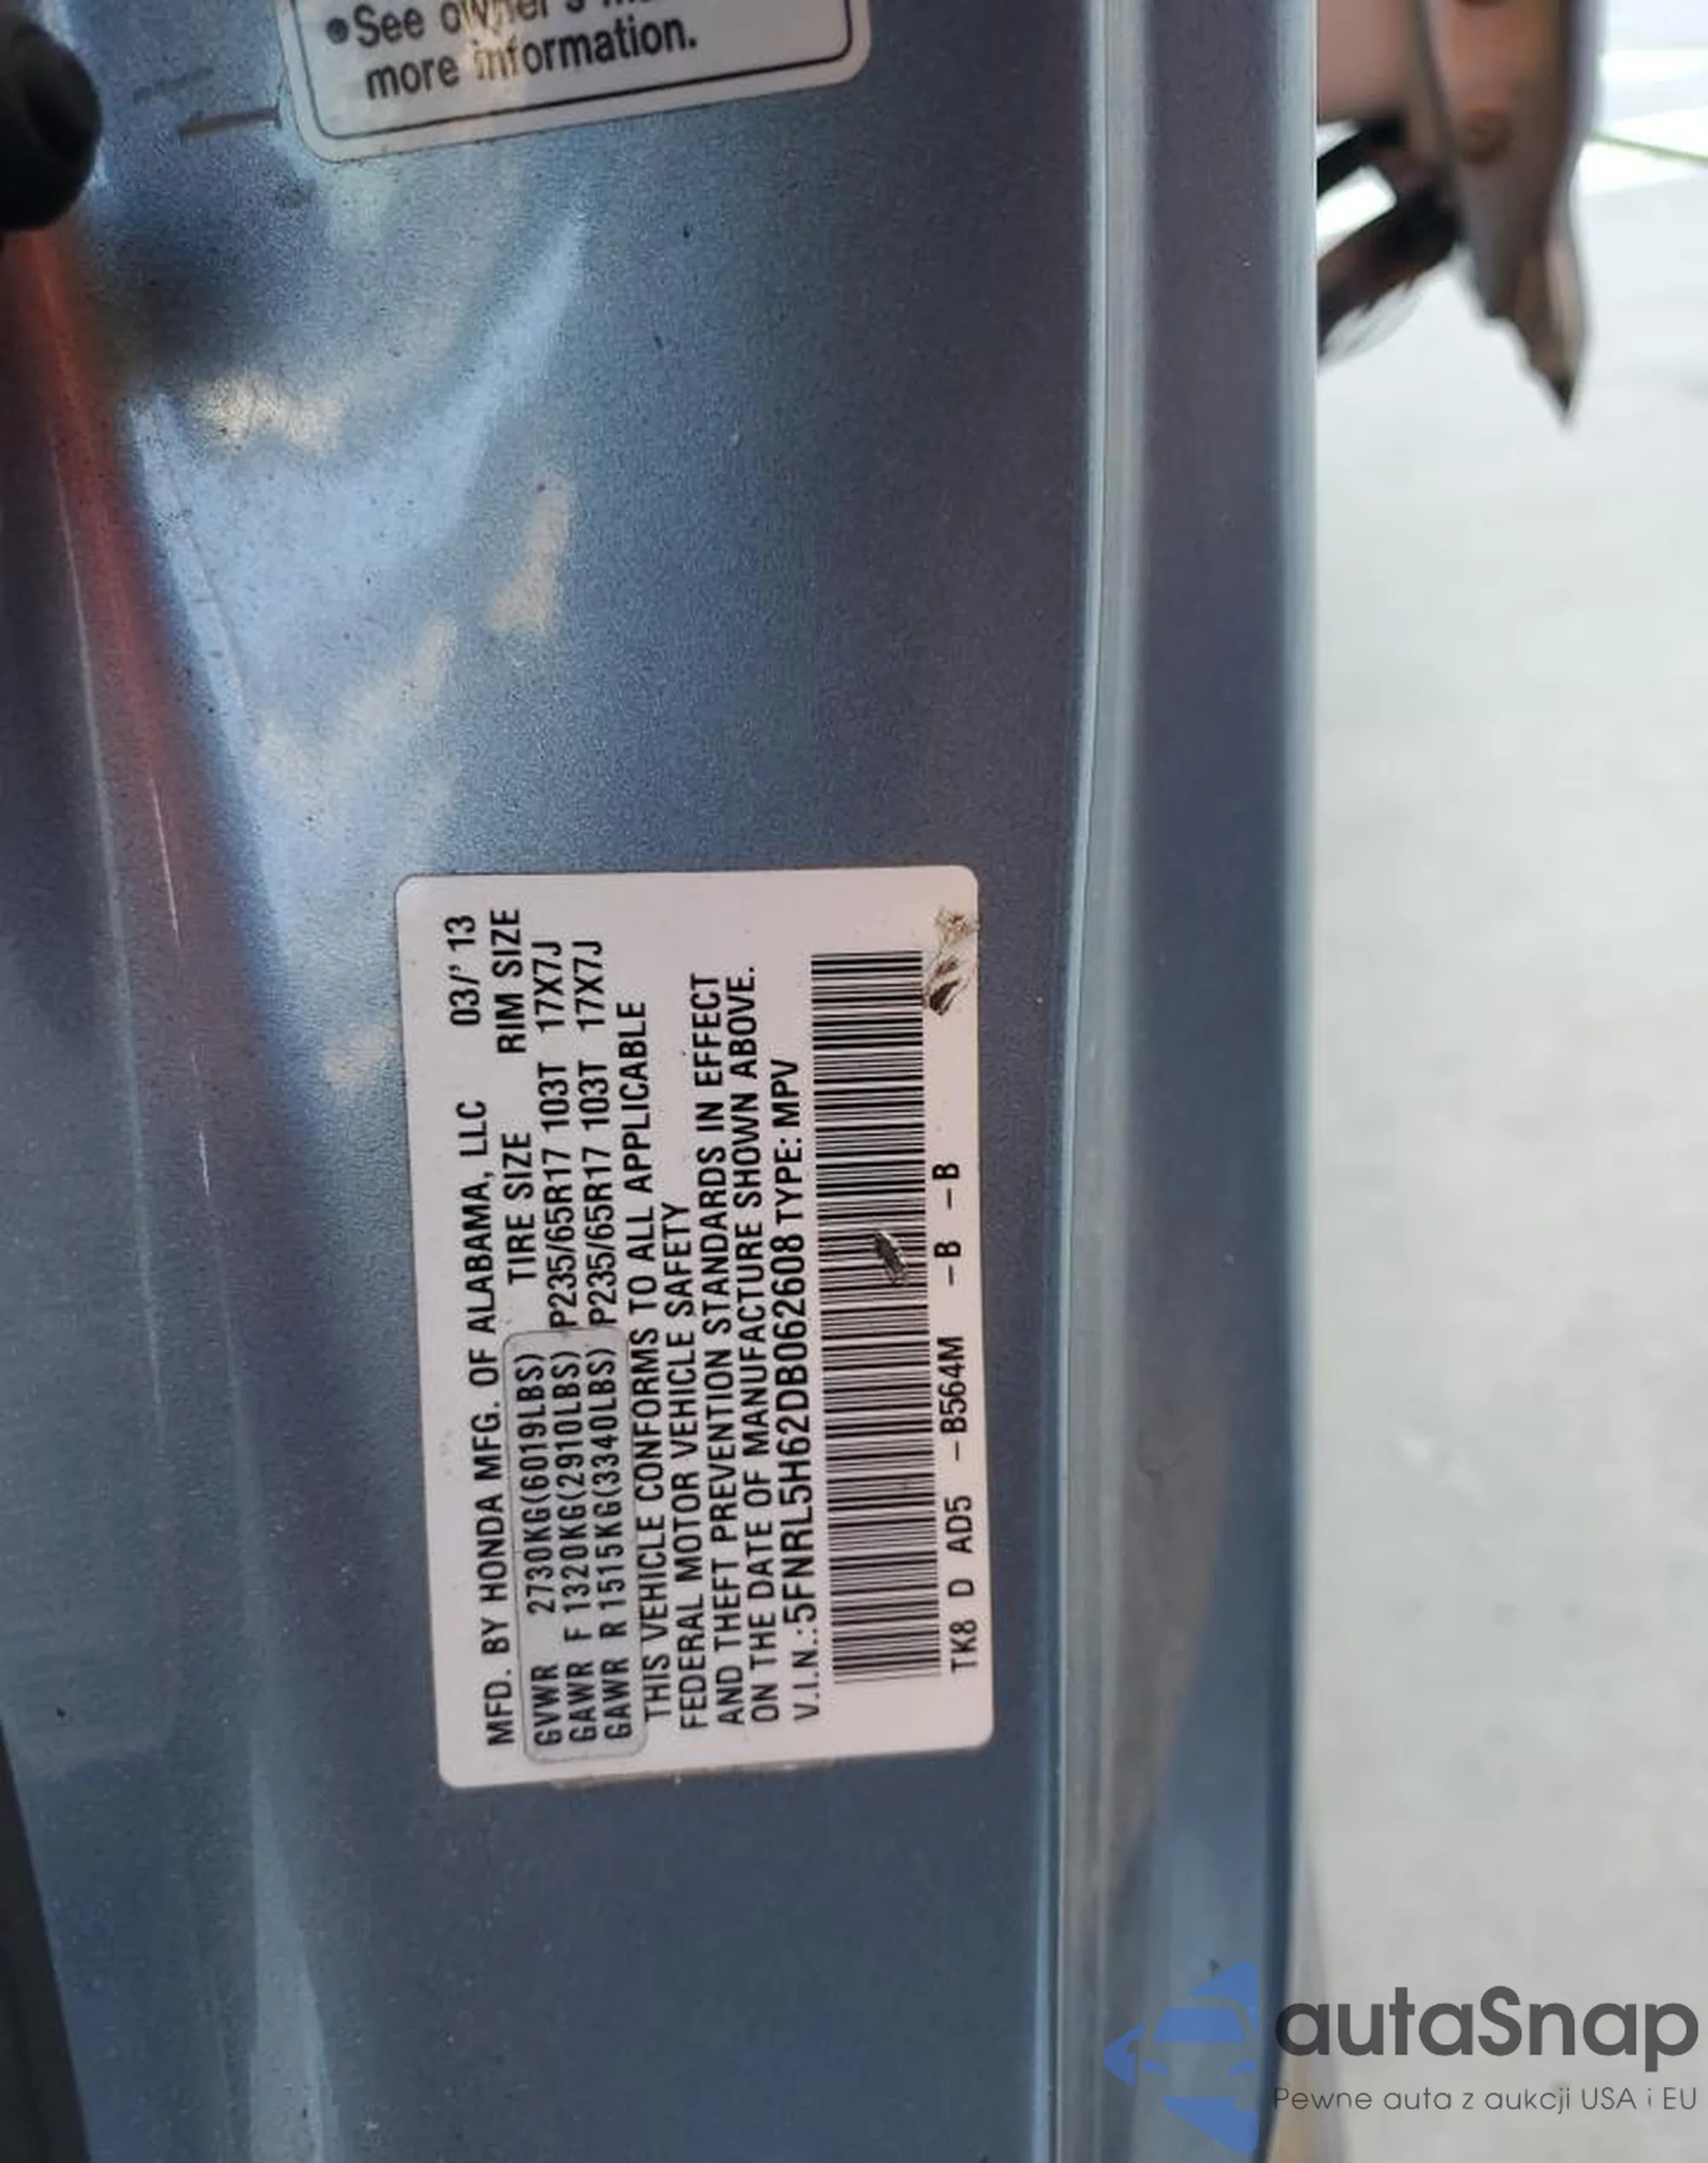 •See owner's
more information.
MFD. BY HONDA MFG. OF ALABAMA, LLC 03/' 13
TIRE SIZE RIM SIZE
GVWR 2730KG(6019LBS)
GAWR F 1320KG(2910LBS) P235/65R17 103T 17X7J
GAWR R 1515KG(3340LBS) P235/65R17 103T 17X7J
THIS VEHICLE CONFORMS TO ALL APPLICABLE
FEDERAL MOTOR VEHICLE SAFETY
AND THEFT PREVENTION STANDARDS IN EFFECT
ON THE DATE OF MANUFACTURE SHOWN ABOVE.
V.I.N.:5FNRL5H62DB062608 TYPE: MPV
TK8 D AD5 -B564M -B -B
autaSnap
Pewne auta z aukcji USA i EU